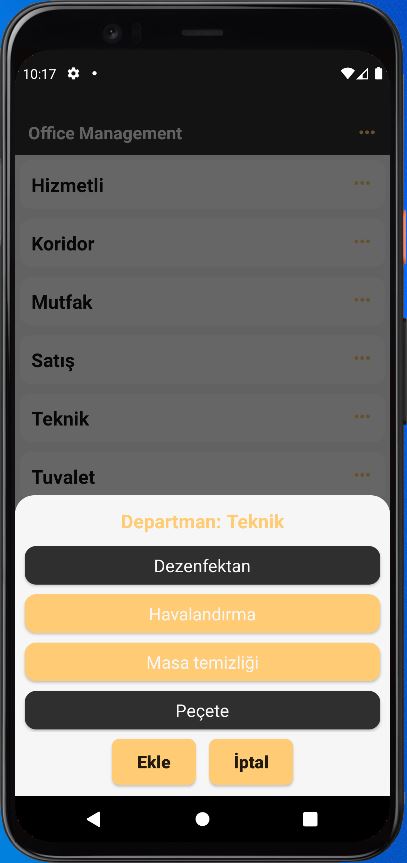 10:17
Office Management
Hizmetli
Koridor
Mutfak
Satış
Teknik
Tuvalet
Departman: Teknik
Dezenfektan
Havalandırma
Masa temizliği
Peçete
Ekle İptal